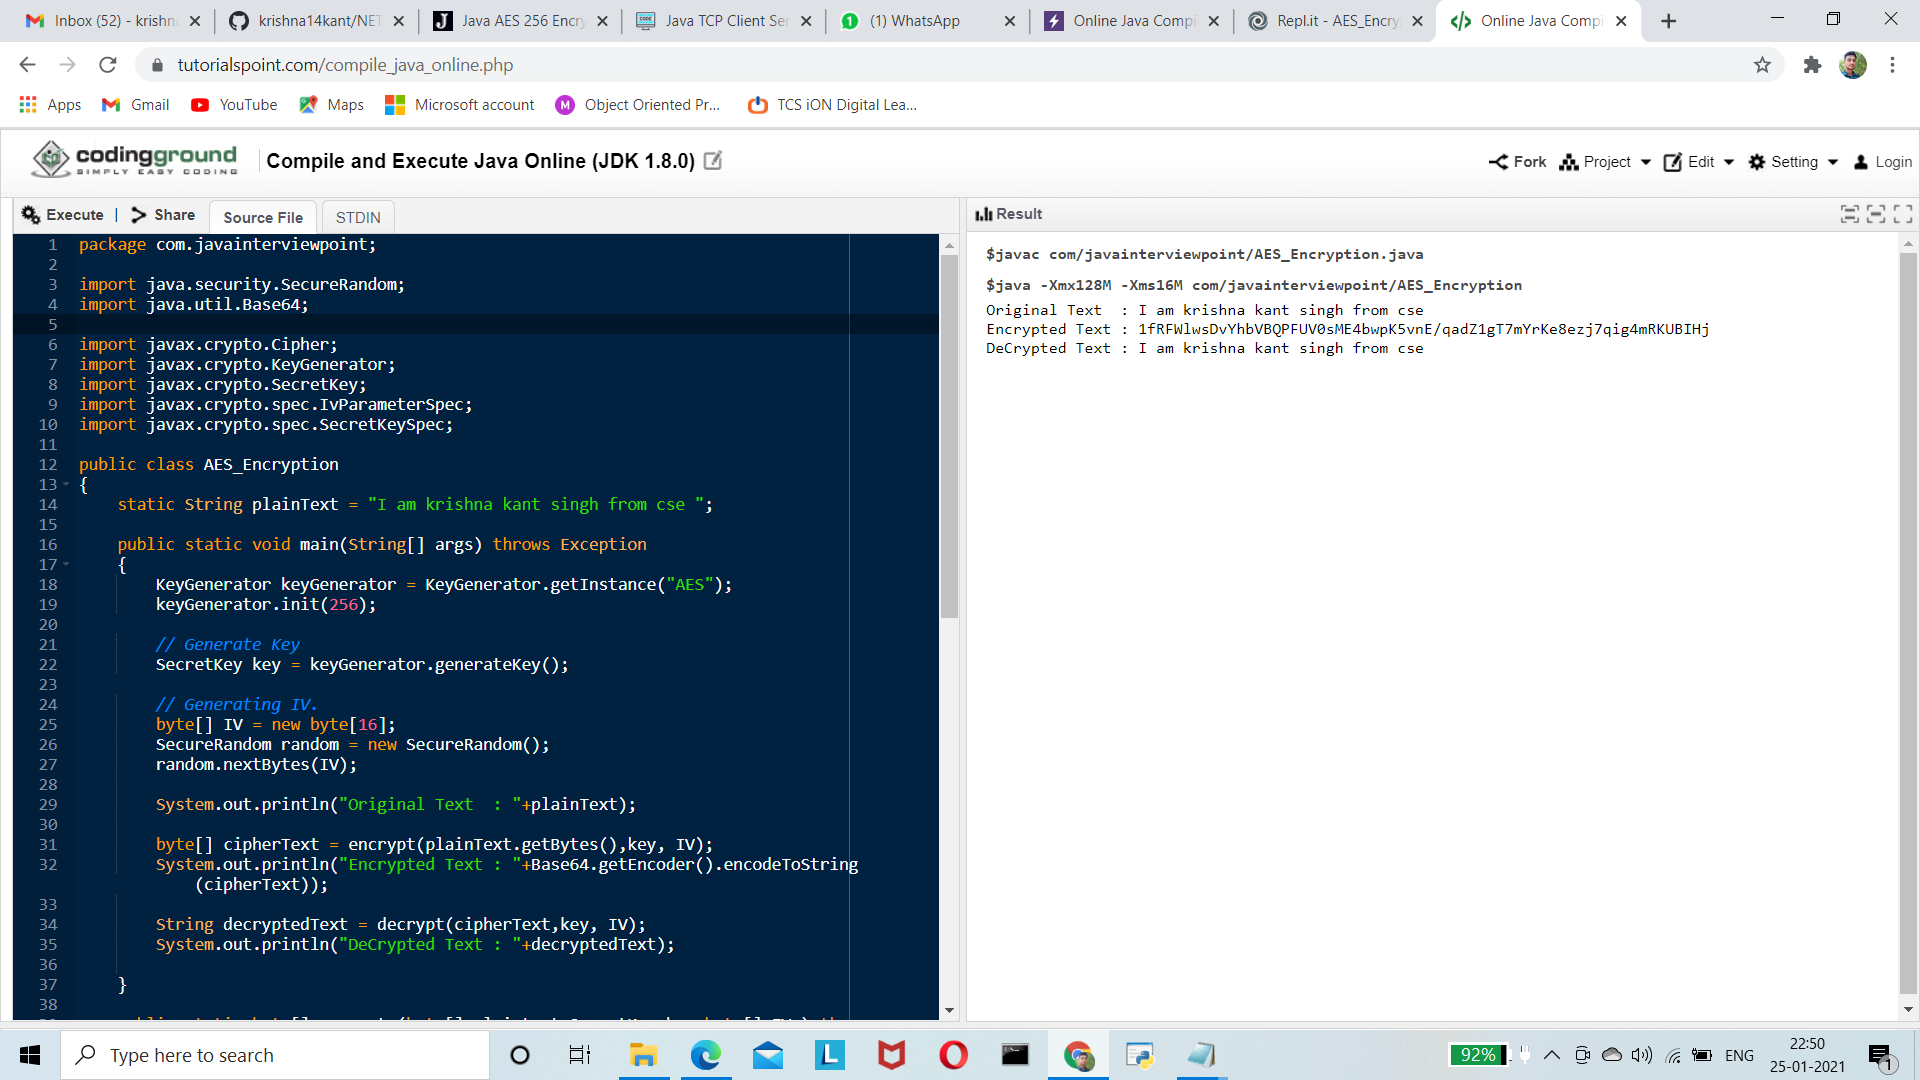 Inbox (52) - krishna
krishna14kant/NET
Java AES 256 Encry
Java TCP Client Ser
(1) WhatsApp
Online Java Compi
Repl.it - AES_Encry
Online Java Compi
tutorialspoint.com/compile_java_online.php
Apps
Gmail
YouTube
Maps
Microsoft account
Object Oriented Pr...
TCS iON Digital Lea...
codingground
SIMPLY EASY CODING
Compile and Execute Java Online (JDK 1.8.0)
Fork
Project
Edit
Setting
Login
Execute | Share
Source File
STDIN
1 package com.javainterviewpoint;
2
3 import java.security.SecureRandom;
4 import java.util.Base64;
5
6 import javax.crypto.Cipher;
7 import javax.crypto.KeyGenerator;
8 import javax.crypto.SecretKey;
9 import javax.crypto.spec.IvParameterSpec;
10 import javax.crypto.spec.SecretKeySpec;
11
12 public class AES_Encryption
13 {
14 static String plainText = "I am krishna kant singh from cse ";
15
16 public static void main(String[] args) throws Exception
17 {
18 KeyGenerator keyGenerator = KeyGenerator.getInstance("AES");
19 keyGenerator.init(256);
20
21 // Generate Key
22 SecretKey key = keyGenerator.generateKey();
23
24 // Generating IV.
25 byte[] IV = new byte[16];
26 SecureRandom random = new SecureRandom();
27 random.nextBytes(IV);
28
29 System.out.println("Original Text  : "+plainText);
30
31 byte[] cipherText = encrypt(plainText.getBytes(),key, IV);
32 System.out.println("Encrypted Text : "+Base64.getEncoder().encodeToString
(cipherText));
33
34 String decryptedText = decrypt(cipherText,key, IV);
35 System.out.println("DeCrypted Text : "+decryptedText);
36
37 }
38
Result
$javac com/javainterviewpoint/AES_Encryption.java
$java -Xmx128M -Xms16M com/javainterviewpoint/AES_Encryption
Original Text  : I am krishna kant singh from cse
Encrypted Text : 1fRFWlwsDvYhbVBQPFUV0sME4bwpK5vnE/qadZ1gT7mYrKe8ezj7qig4mRKUBIHj
DeCrypted Text : I am krishna kant singh from cse
Type here to search
92%
ENG
22:50
25-01-2021
1